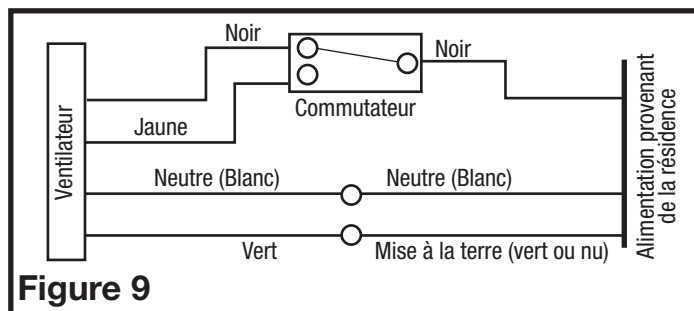 Noir
Noir
Commutateur
Jaune
Ventilateur
Neutre (Blanc)
Neutre (Blanc)
Vert
Mise à la terre (vert ou nu)
Alimentation provenant
de la résidence
Figure 9